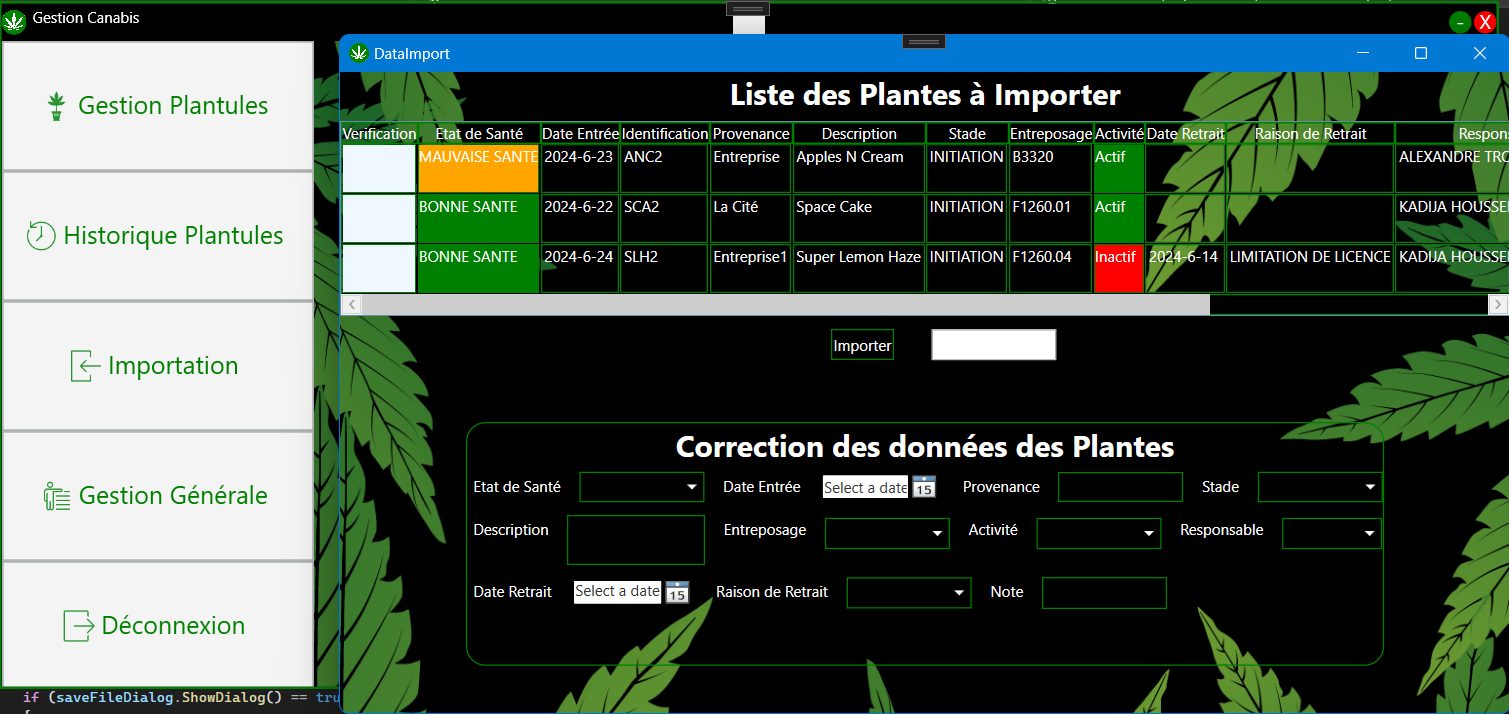 Gestion Canabis
- X
Gestion Plantules
Historique Plantules
Importation
Gestion Générale
Déconnexion
DataImport
Liste des Plantes à Importer
Verification Etat de Santé Date Entrée Identification Provenance Description Stade Entreposage Activité Date Retrait Raison de Retrait Respons
MAUVAISE SANTE 2024-6-23 ANC2 Entreprise Apples N Cream INITIATION B3320 Actif ALEXANDRE TRO
BONNE SANTE 2024-6-22 SCA2 La Cité Space Cake INITIATION F1260.01 Actif KADIJA HOUSSE
BONNE SANTE 2024-6-24 SLH2 Entreprise1 Super Lemon Haze INITIATION F1260.04 Inactif 2024-6-14 LIMITATION DE LICENCE KADIJA HOUSSE
Importer
Correction des données des Plantes
Etat de Santé Date Entrée Select a date 15 Provenance Stade
Description Entreposage Activité Responsable
Date Retrait Select a date 15 Raison de Retrait Note
if (saveFileDialog.ShowDialog() == tru